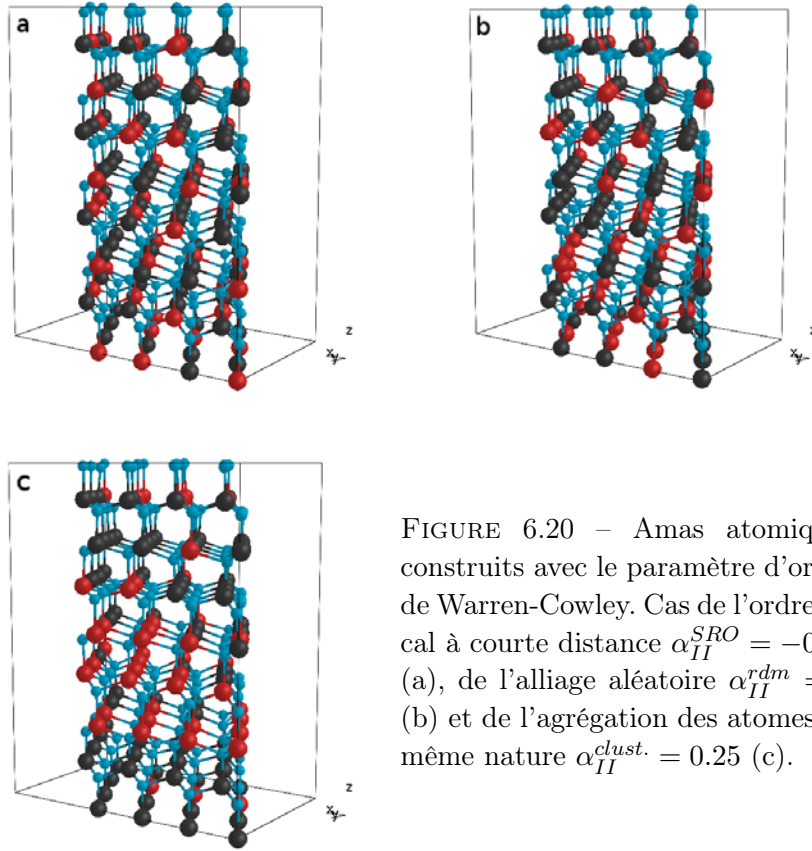 a
z
x y
b
z
x y
c
z
x y
FIGURE 6.20 – Amas atomiq
construits avec le paramètre d'or
de Warren-Cowley. Cas de l'ordre
cal à courte distance α_{II}^{SRO} = −0
(a), de l'alliage aléatoire α_{II}^{rdm} =
(b) et de l'agrégation des atomes
même nature α_{II}^{clust.} = 0.25 (c).